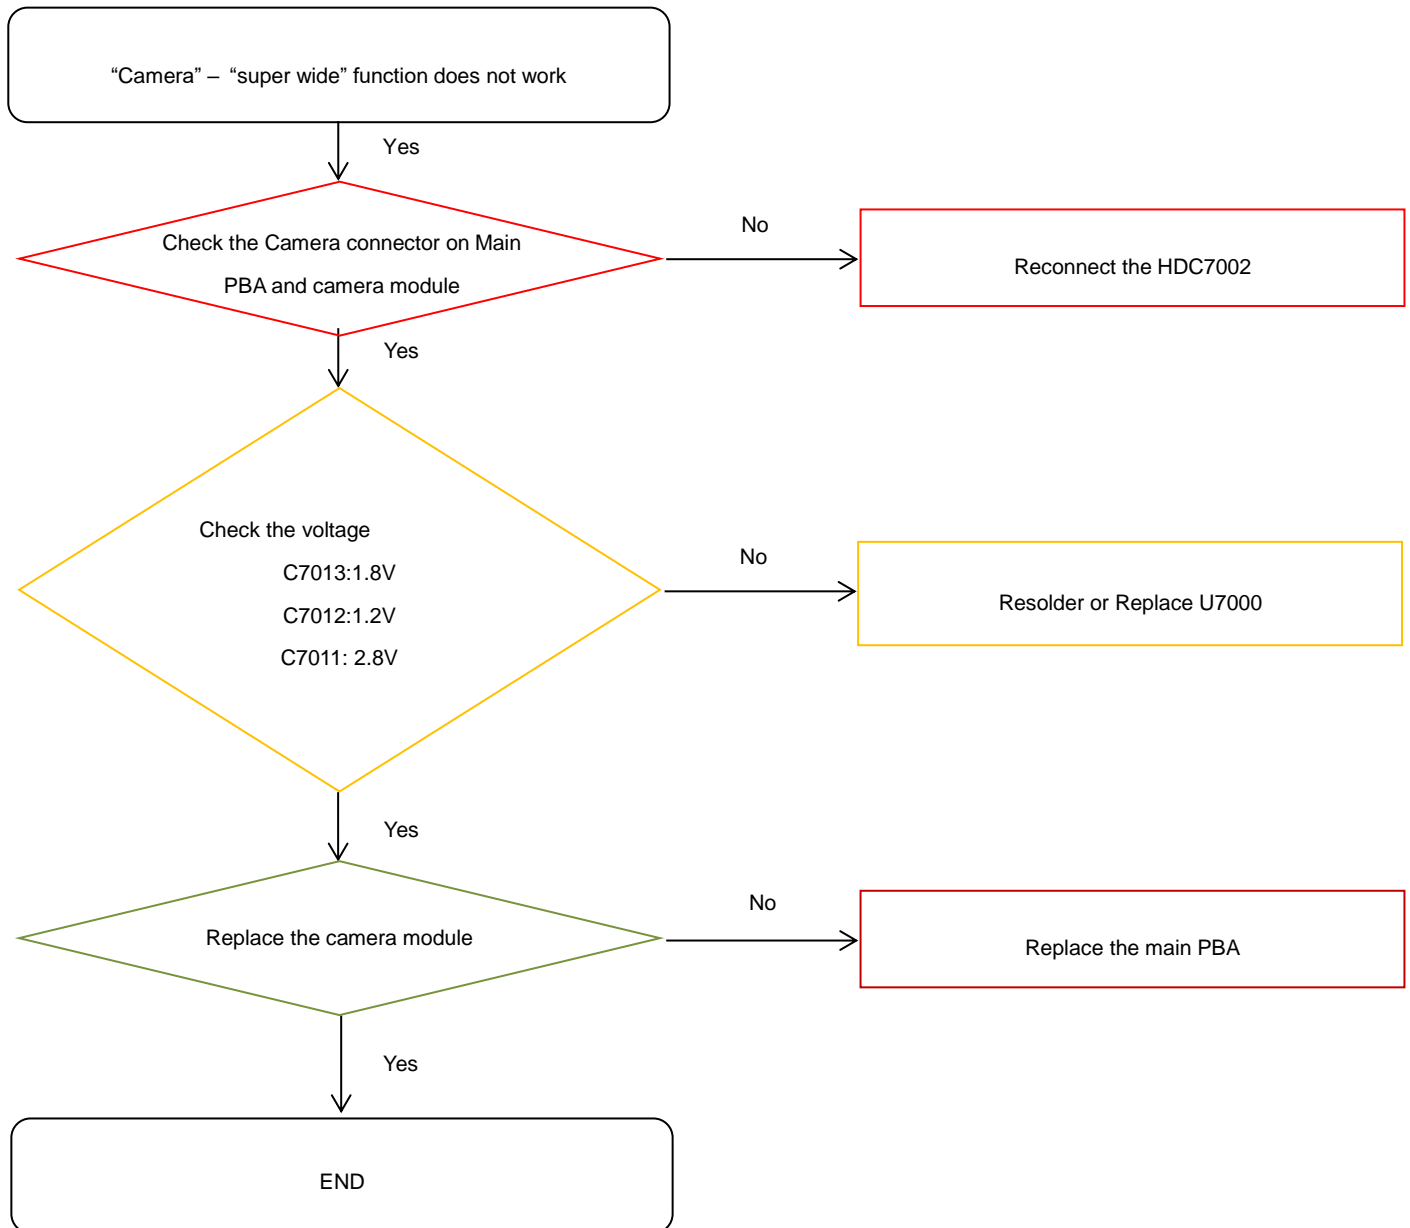 “Camera” – “super wide” function does not work
Yes
Check the Camera connector on Main
PBA and camera module
No
Reconnect the HDC7002
Yes
Check the voltage
C7013:1.8V
C7012:1.2V
C7011: 2.8V
No
Resolder or Replace U7000
Yes
Replace the camera module
No
Replace the main PBA
Yes
END